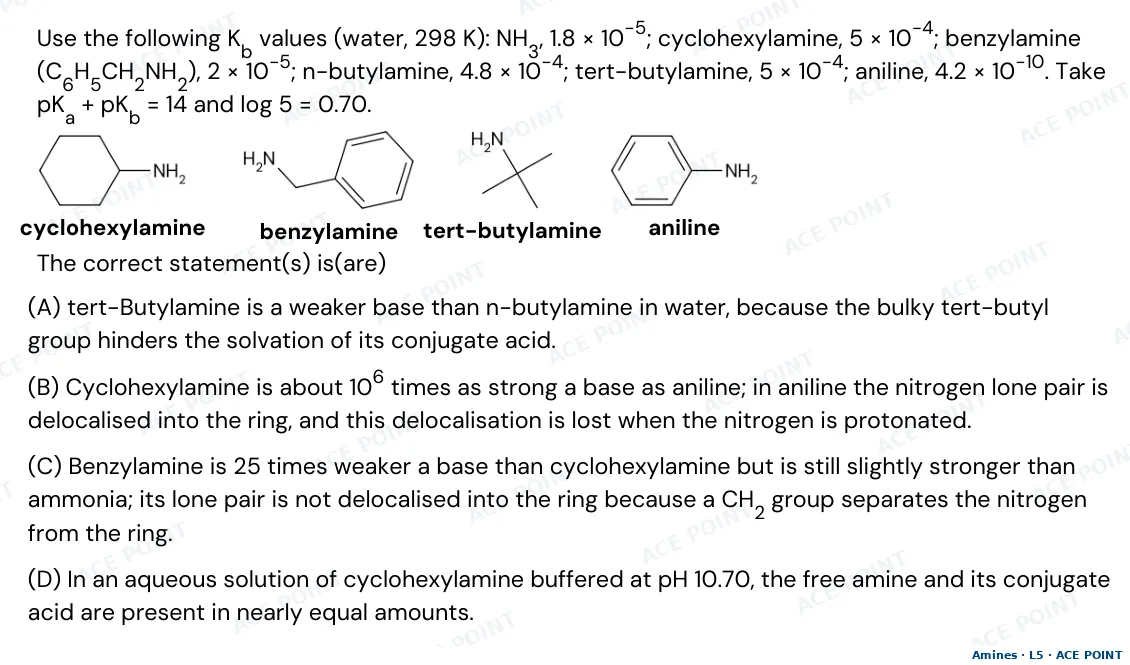 Use the following K_b values (water, 298 K): NH_3, 1.8 × 10^−5; cyclohexylamine, 5 × 10^−4; benzylamine
(C_6H_5CH_2NH_2), 2 × 10^−5; n-butylamine, 4.8 × 10^−4; tert-butylamine, 5 × 10^−4; aniline, 4.2 × 10^−10. Take
pK_a + pK_b = 14 and log 5 = 0.70.
NH_2 H_2N H_2N NH_2
cyclohexylamine benzylamine tert-butylamine aniline
The correct statement(s) is(are)
(A) tert-Butylamine is a weaker base than n-butylamine in water, because the bulky tert-butyl
group hinders the solvation of its conjugate acid.
(B) Cyclohexylamine is about 10^6 times as strong a base as aniline; in aniline the nitrogen lone pair is
delocalised into the ring, and this delocalisation is lost when the nitrogen is protonated.
(C) Benzylamine is 25 times weaker a base than cyclohexylamine but is still slightly stronger than
ammonia; its lone pair is not delocalised into the ring because a CH_2 group separates the nitrogen
from the ring.
(D) In an aqueous solution of cyclohexylamine buffered at pH 10.70, the free amine and its conjugate
acid are present in nearly equal amounts.
Amines · L5 · ACE POINT